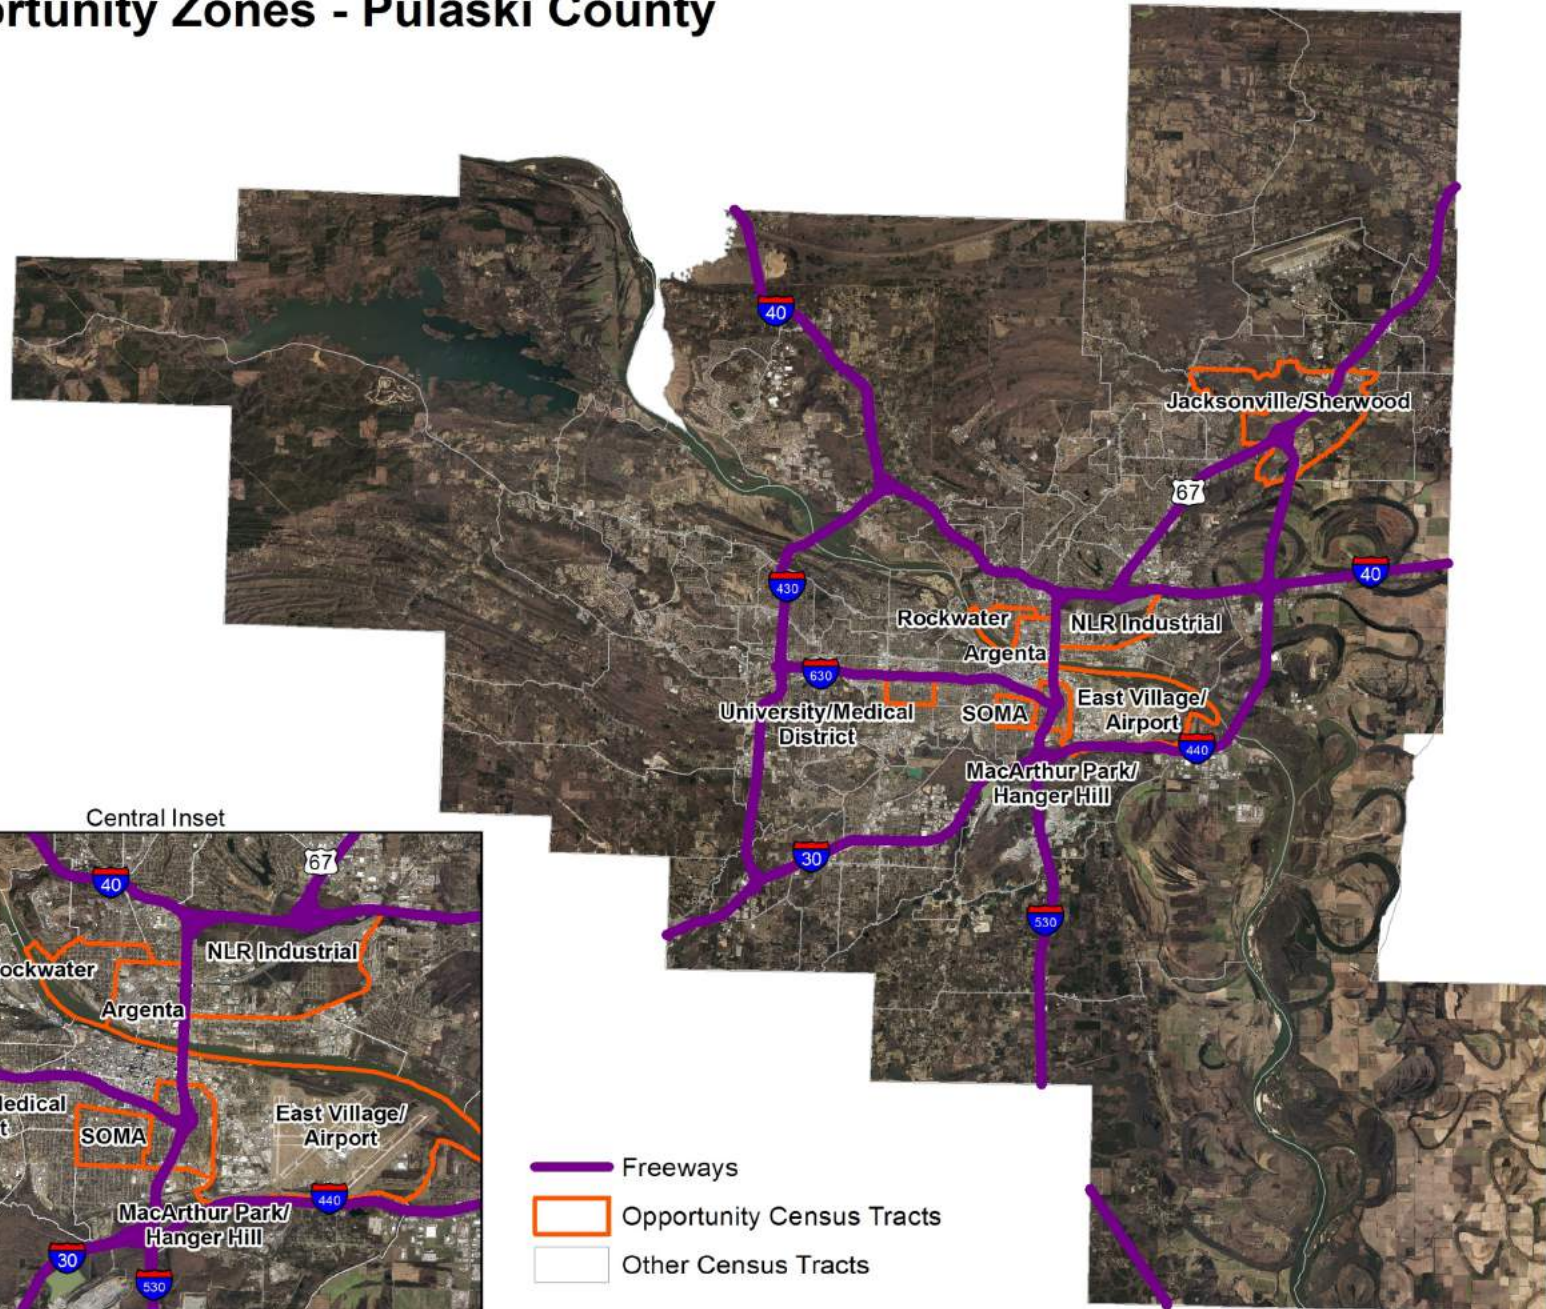 rtunity Zones - Pulaski County
40
Jacksonville/Sherwood
67
40
430
Rockwater
NLR Industrial
Argenta
630
University/Medical
District
SOMA
East Village/
Airport
440
MacArthur Park/
Hanger Hill
30
530
Central Inset
67
40
NLR Industrial
ockwater
Argenta
edical
t
SOMA
East Village/
Airport
440
MacArthur Park/
Hanger Hill
30
530
Freeways
Opportunity Census Tracts
Other Census Tracts